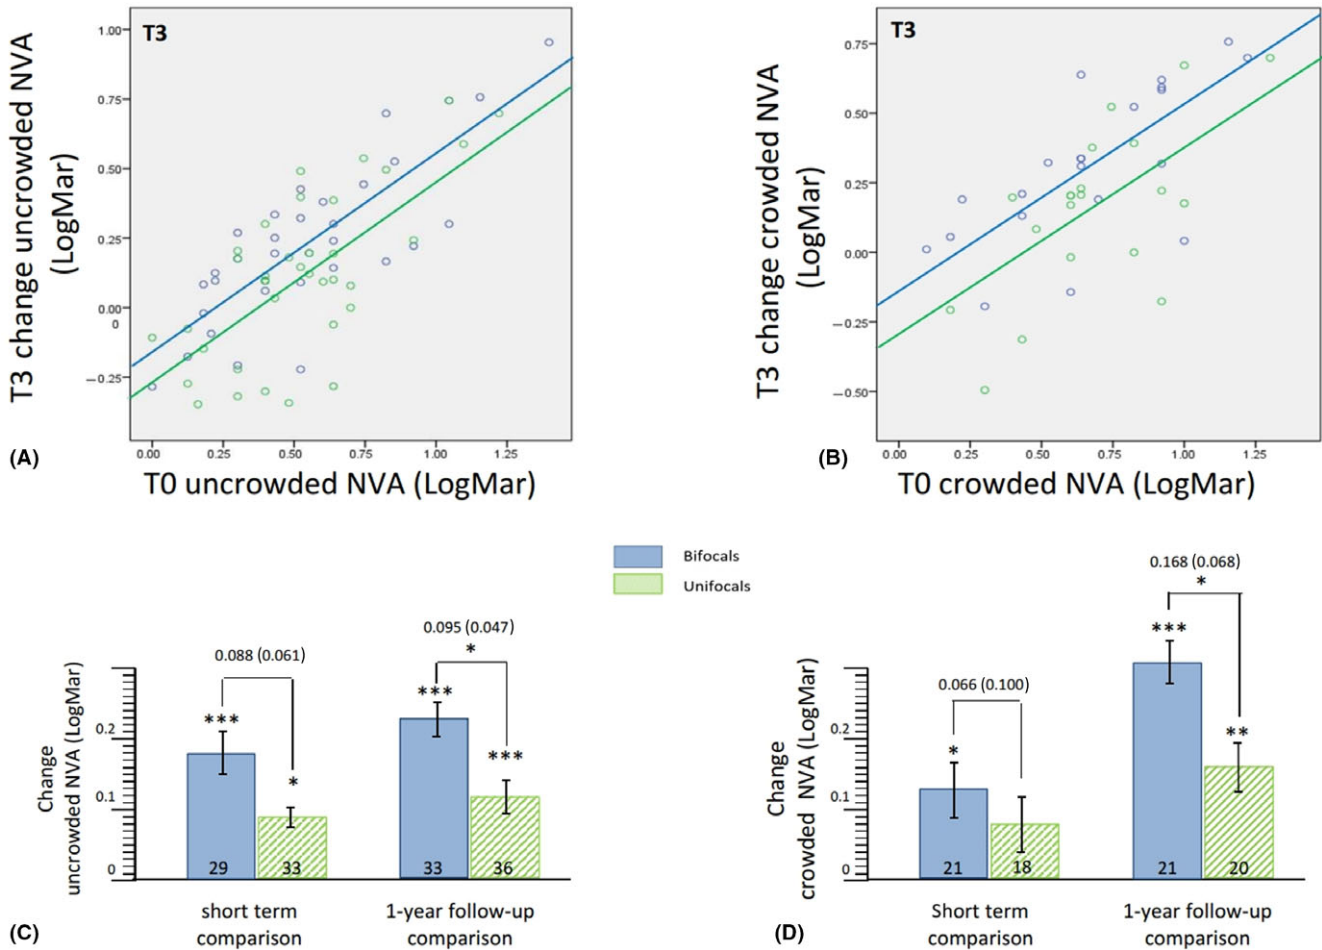 T3
1.00
0.75
0.50
0.25
0.00
0
−0.25
T3 change uncrowded NVA
(LogMar)
0.00 0.25 0.50 0.75 1.00 1.25
(A)
T0 uncrowded NVA (LogMar)
T3
0.75
0.50
0.25
0.00
−0.25
−0.50
T3 change crowded NVA
(LogMar)
0.00 0.25 0.50 0.75 1.00 1.25
(B)
T0 crowded NVA (LogMar)
Bifocals
Unifocals
Change
uncrowded NVA (LogMar)
0.2
0.1
0
0.088 (0.061)
***
*
0.095 (0.047)
*
***
***
29 33 33 36
short term
comparison
1-year follow-up
comparison
(C)
Change
crowded NVA (LogMar)
0.2
0.1
0
0.066 (0.100)
*
0.168 (0.068)
*
***
**
21 18 21 20
Short term
comparison
1-year follow-up
comparison
(D)